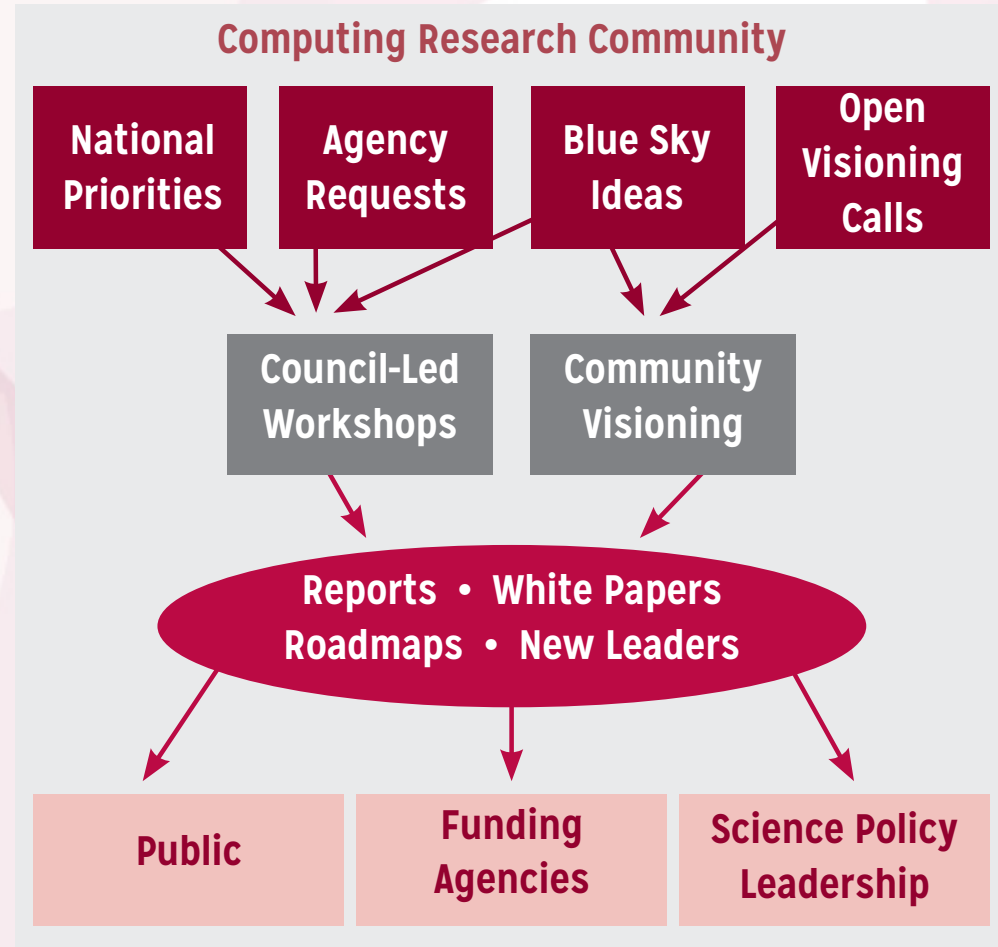 Computing Research Community
National
Priorities
Agency
Requests
Blue Sky
Ideas
Open
Visioning
Calls
Council-Led
Workshops
Community
Visioning
Reports • White Papers
Roadmaps • New Leaders
Public
Funding
Agencies
Science Policy
Leadership